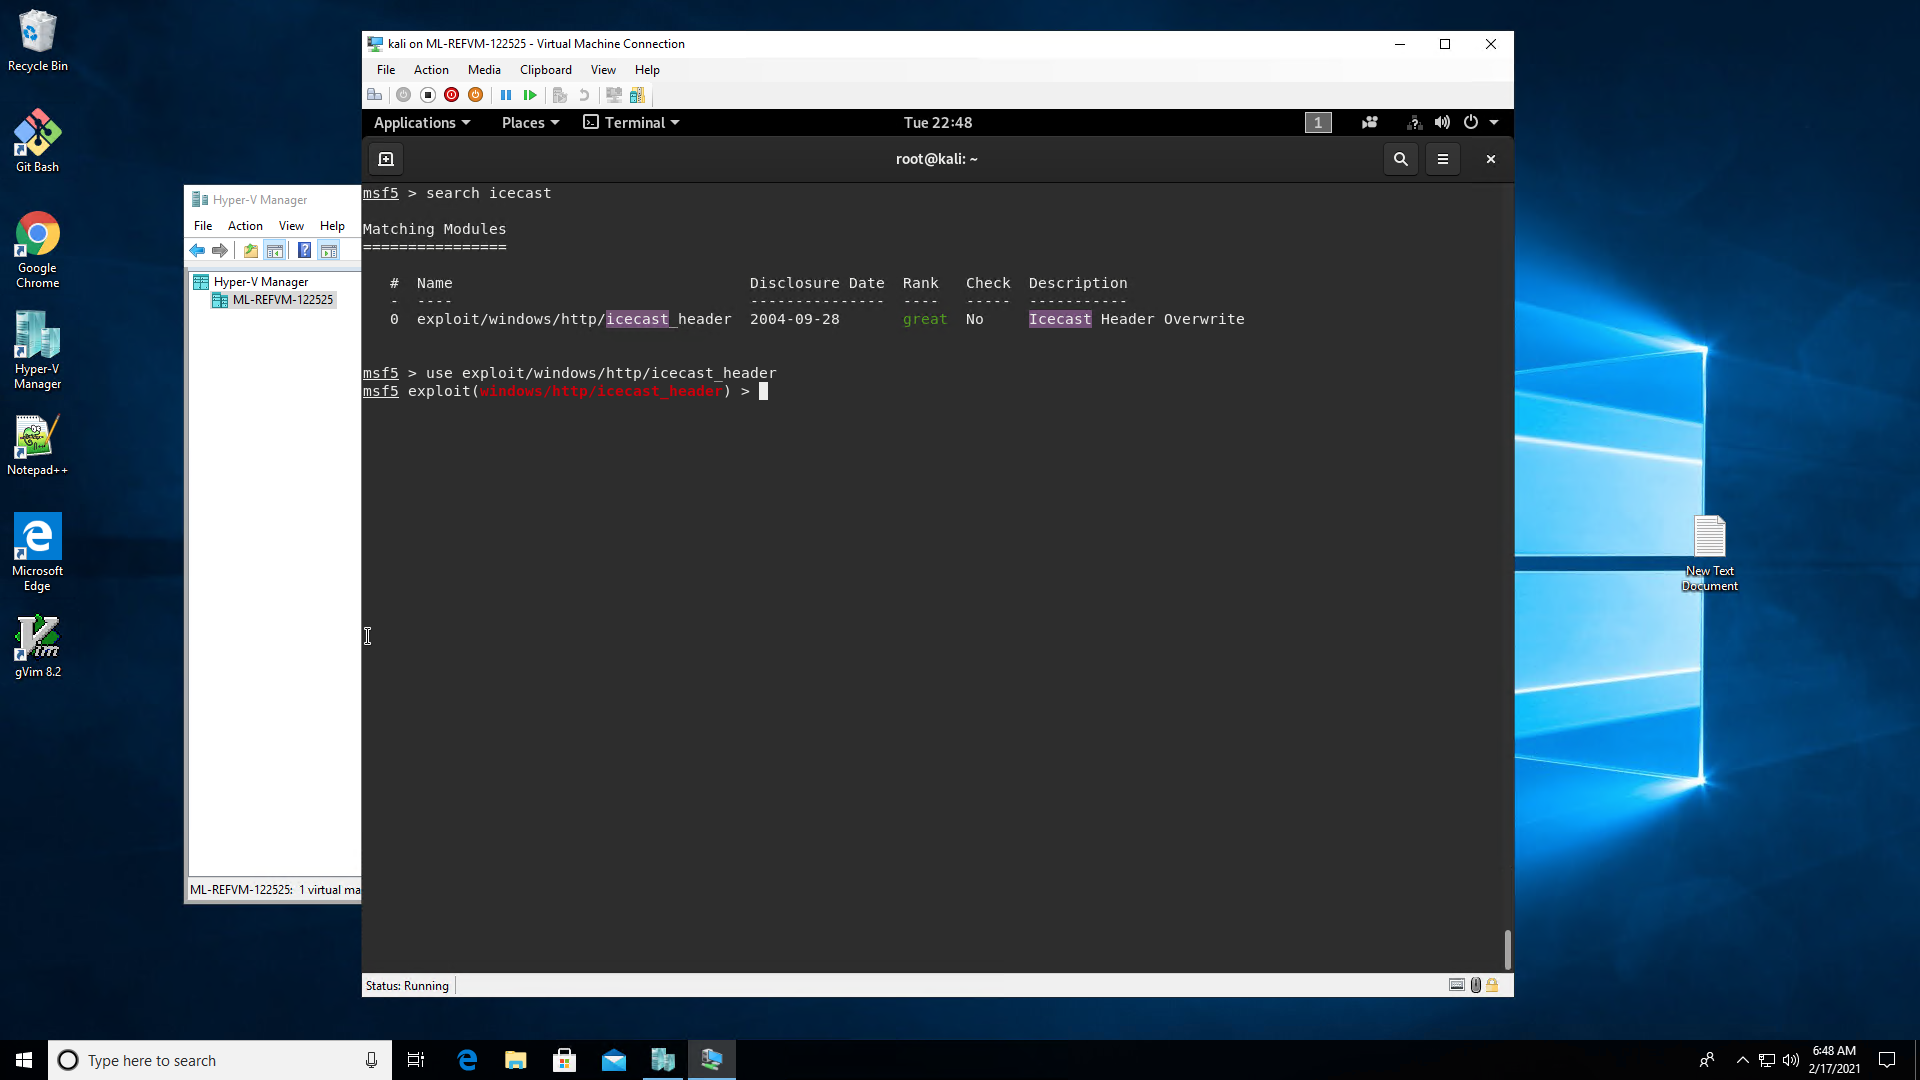 Recycle Bin
Git Bash
Google
Chrome
Hyper-V
Manager
Notepad++
Microsoft
Edge
gVim 8.2
Hyper-V Manager
File Action View Help
Hyper-V Manager
ML-REFVM-122525
ML-REFVM-122525: 1 virtual ma
kali on ML-REFVM-122525 - Virtual Machine Connection
File Action Media Clipboard View Help
Applications Places Terminal Tue 22:48 1
root@kali: ~
msf5 > search icecast
Matching Modules
================
# Name Disclosure Date Rank Check Description
- ---- --------------- ---- ----- -----------
0 exploit/windows/http/icecast_header 2004-09-28 great No Icecast Header Overwrite
msf5 > use exploit/windows/http/icecast_header
msf5 exploit(windows/http/icecast_header) >
Status: Running
New Text
Document
Type here to search
6:48 AM
2/17/2021